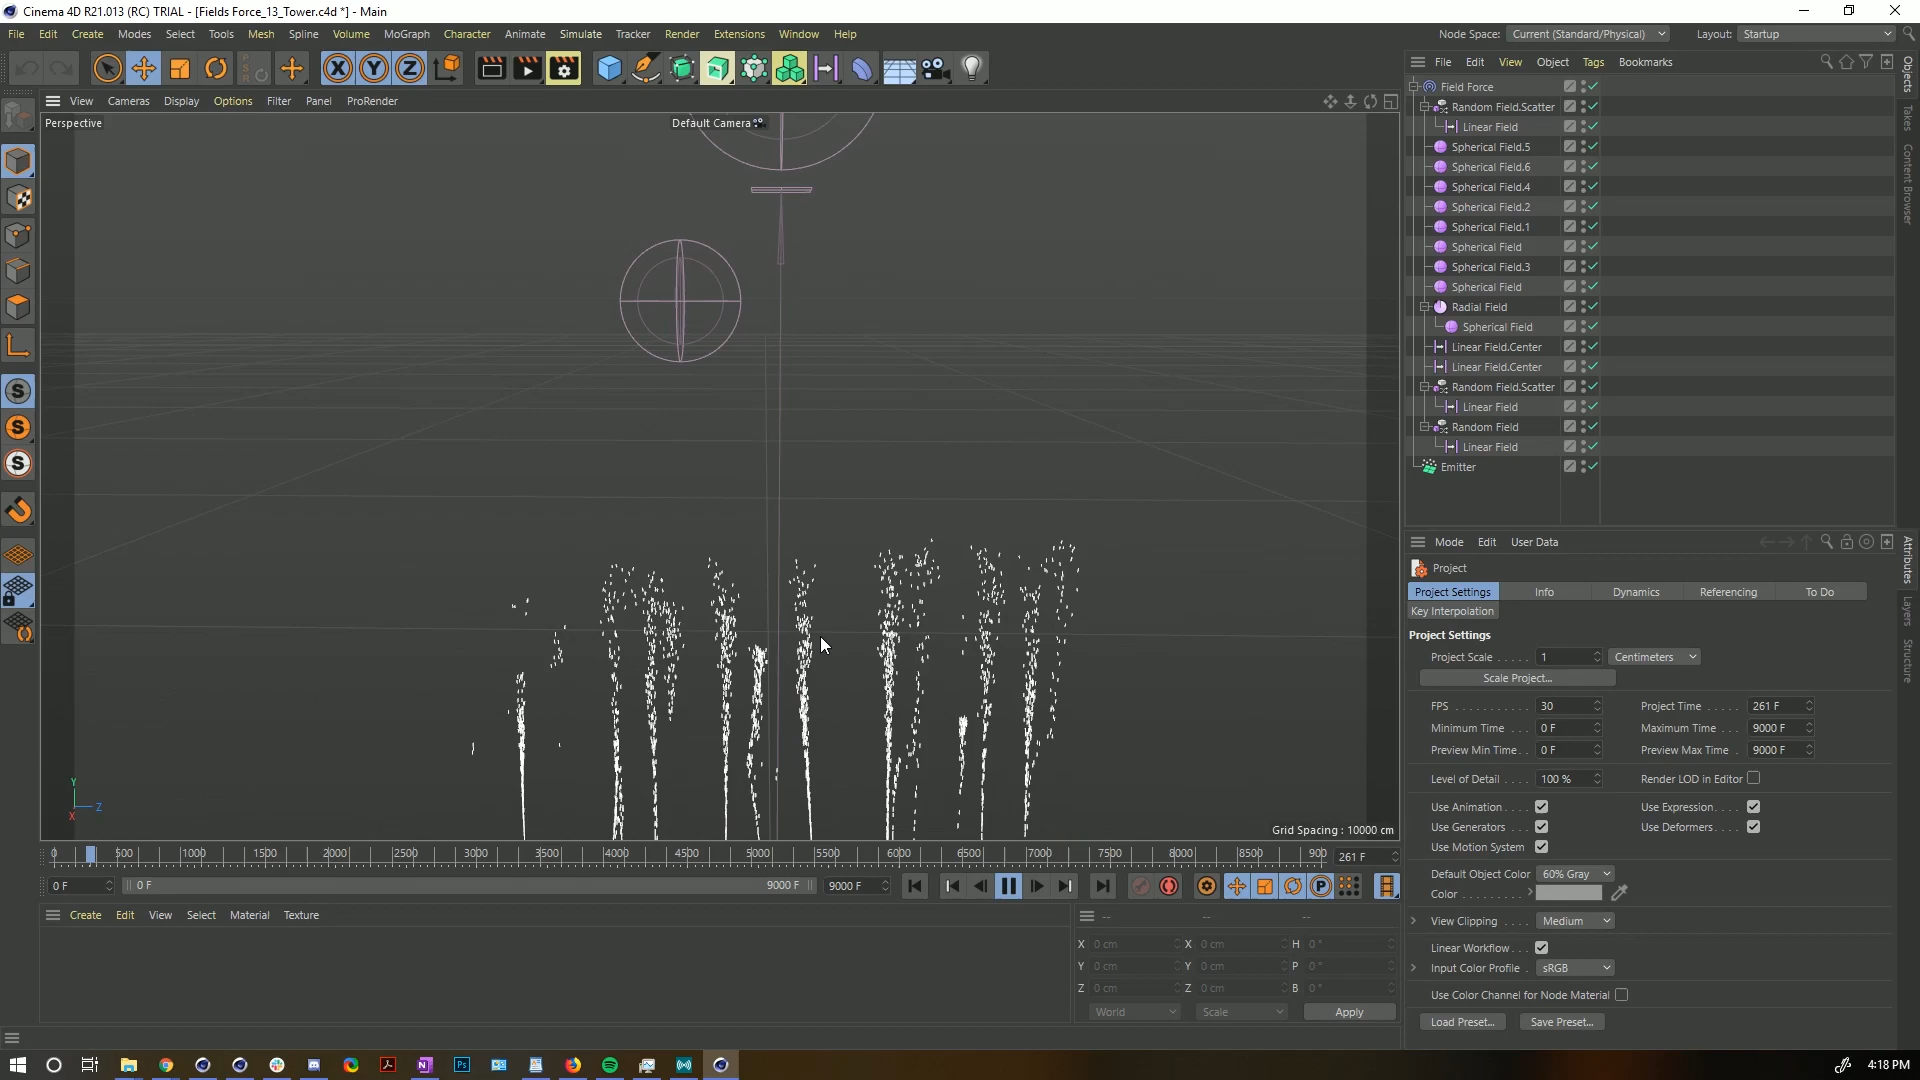 Cinema 4D R21.013 (RC) TRIAL - [Fields Force_13_Tower.c4d *] - Main
File Edit Create Modes Select Tools Mesh Spline Volume MoGraph Character Animate Simulate Tracker Render Extensions Window Help
Node Space: Current (Standard/Physical) Layout: Startup
View Cameras Display Options Filter Panel ProRender
Perspective
Default Camera
Grid Spacing : 10000 cm
Y
Z
X
0 500 1000 1500 2000 2500 3000 3500 4000 4500 5000 5500 6000 6500 7000 7500 8000 8500 900 261 F
0 F 0 F 9000 F 9000 F
Create Edit View Select Material Texture
-- -- --
X 0 cm X 0 cm H 0 °
Y 0 cm Y 0 cm P 0 °
Z 0 cm Z 0 cm B 0 °
World Scale Apply
File Edit View Object Tags Bookmarks
Field Force
Random Field.Scatter
Linear Field
Spherical Field.5
Spherical Field.6
Spherical Field.4
Spherical Field.2
Spherical Field.1
Spherical Field
Spherical Field.3
Spherical Field
Radial Field
Spherical Field
Linear Field.Center
Linear Field.Center
Random Field.Scatter
Linear Field
Random Field
Linear Field
Emitter
Objects
Takes
Content Browser
Mode Edit User Data
Project
Project Settings Info Dynamics Referencing To Do
Key Interpolation
Project Settings
Project Scale . . . . . 1 Centimeters
Scale Project...
FPS . . . . . . . . . . . 30 Project Time . . . . . 261 F
Minimum Time . . . 0 F Maximum Time . . . 9000 F
Preview Min Time . . 0 F Preview Max Time . 9000 F
Level of Detail . . . . 100 % Render LOD in Editor
Use Animation . . . . Use Expression . . . .
Use Generators . . . Use Deformers . . . .
Use Motion System
Default Object Color 60% Gray
Color . . . . . . . . . .
View Clipping . . . . Medium
Linear Workflow . . .
Input Color Profile . sRGB
Use Color Channel for Node Material
Load Preset... Save Preset...
Attributes
Layers
Structure
4:18 PM